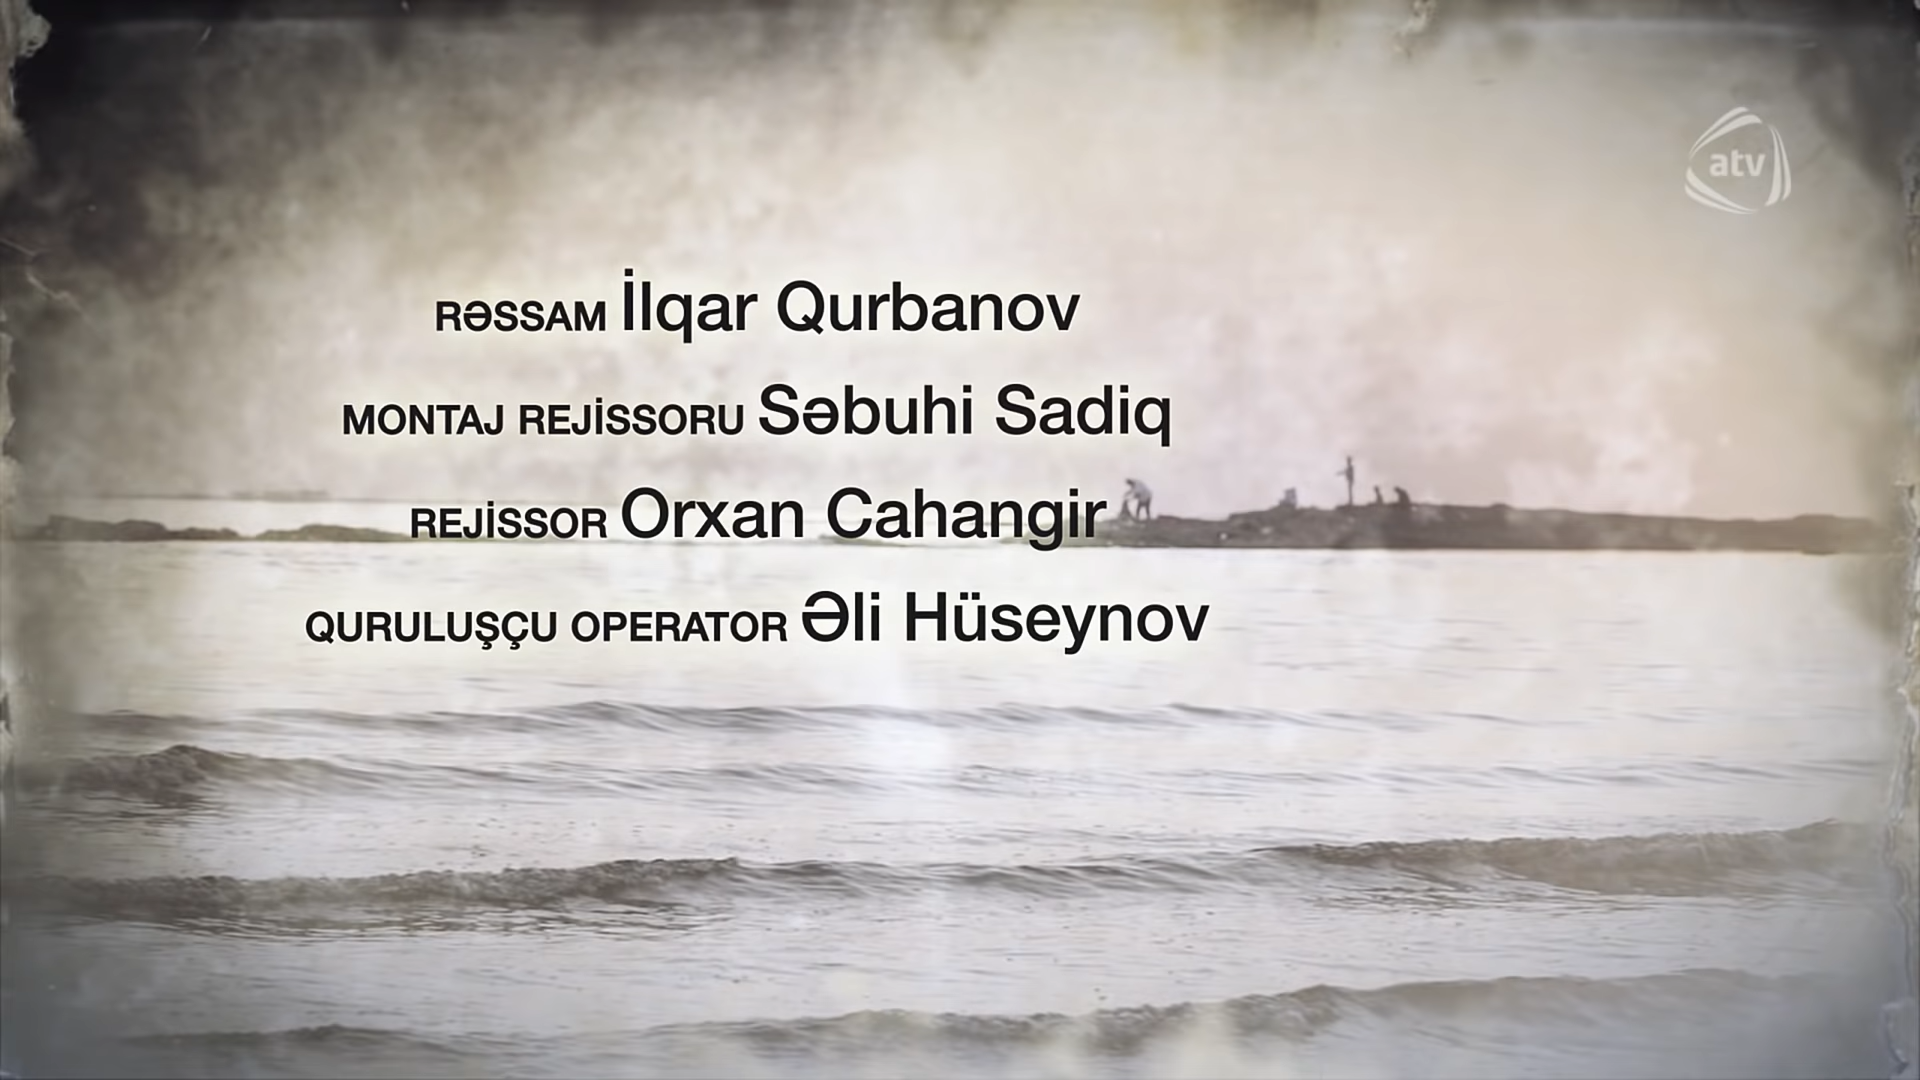 atv
RƏSSAM İlqar Qurbanov
MONTAJ REJİSSORU Səbuhi Sadiq
REJİSSOR Orxan Cahangir
QURULUŞÇU OPERATOR Əli Hüseynov